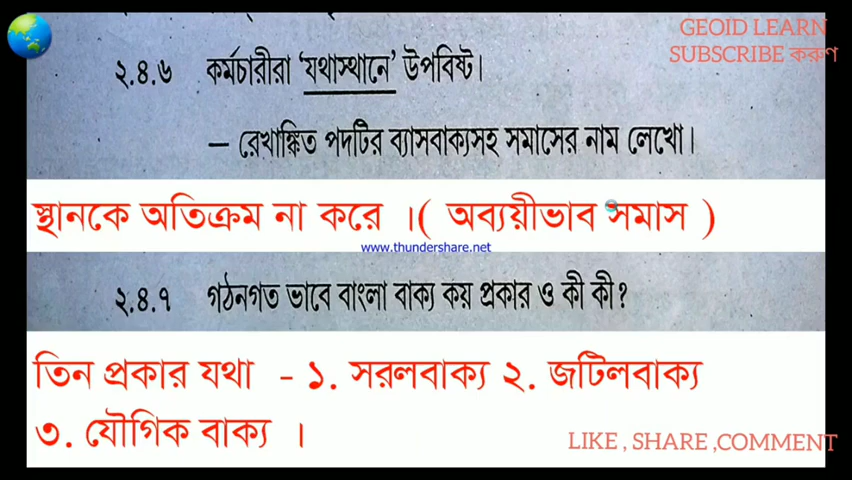 GEOID LEARN
SUBSCRIBE করুণ
২.৪.৬ কর্মচারীরা ‘যথাস্থানে’ উপবিষ্ট।
— রেখাঙ্কিত পদটির ব্যাসবাক্যসহ সমাসের নাম লেখো।
স্থানকে অতিক্রম না করে ।( অব্যয়ীভাব সমাস )
www.thundershare.net
২.৪.৭ গঠনগত ভাবে বাংলা বাক্য কয় প্রকার ও কী কী?
তিন প্রকার যথা - ১. সরলবাক্য ২. জটিলবাক্য
৩. যৌগিক বাক্য ।
LIKE , SHARE ,COMMENT